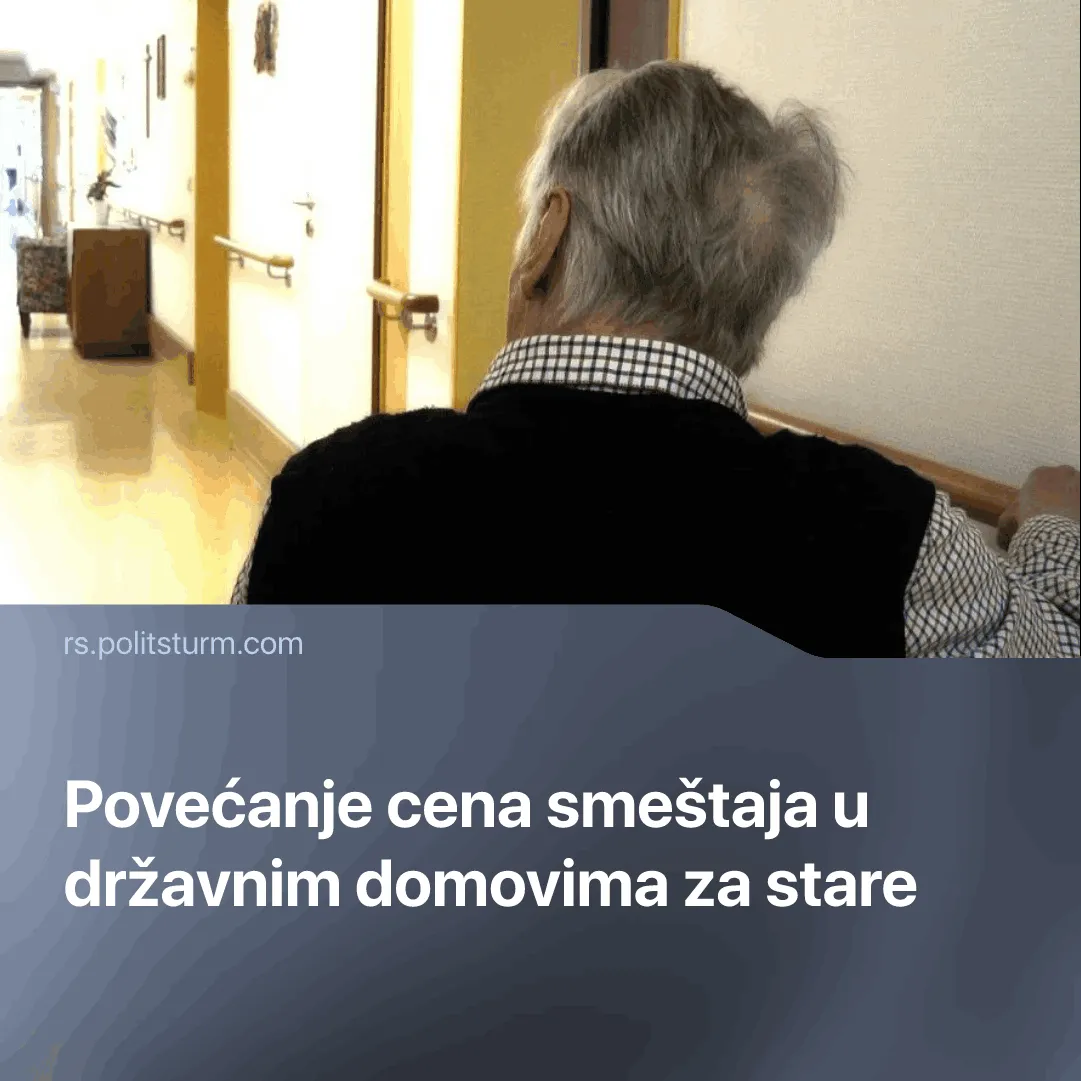 rs.politsturm.com
Povećanje cena smeštaja u
državnim domovima za stare